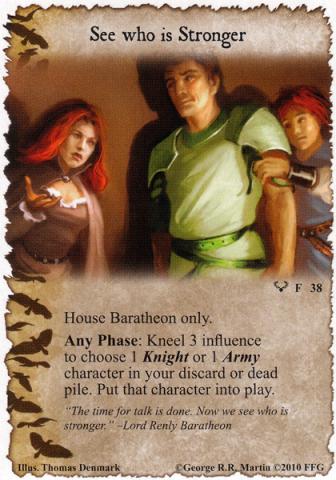 See who is Stronger
F 38
House Baratheon only.
Any Phase: Kneel 3 influence
to choose 1 Knight or 1 Army
character in your discard or dead
pile. Put that character into play.
"The time for talk is done. Now we see who is
stronger." –Lord Renly Baratheon
Illus. Thomas Denmark ©George R.R. Martin ©2010 FFG